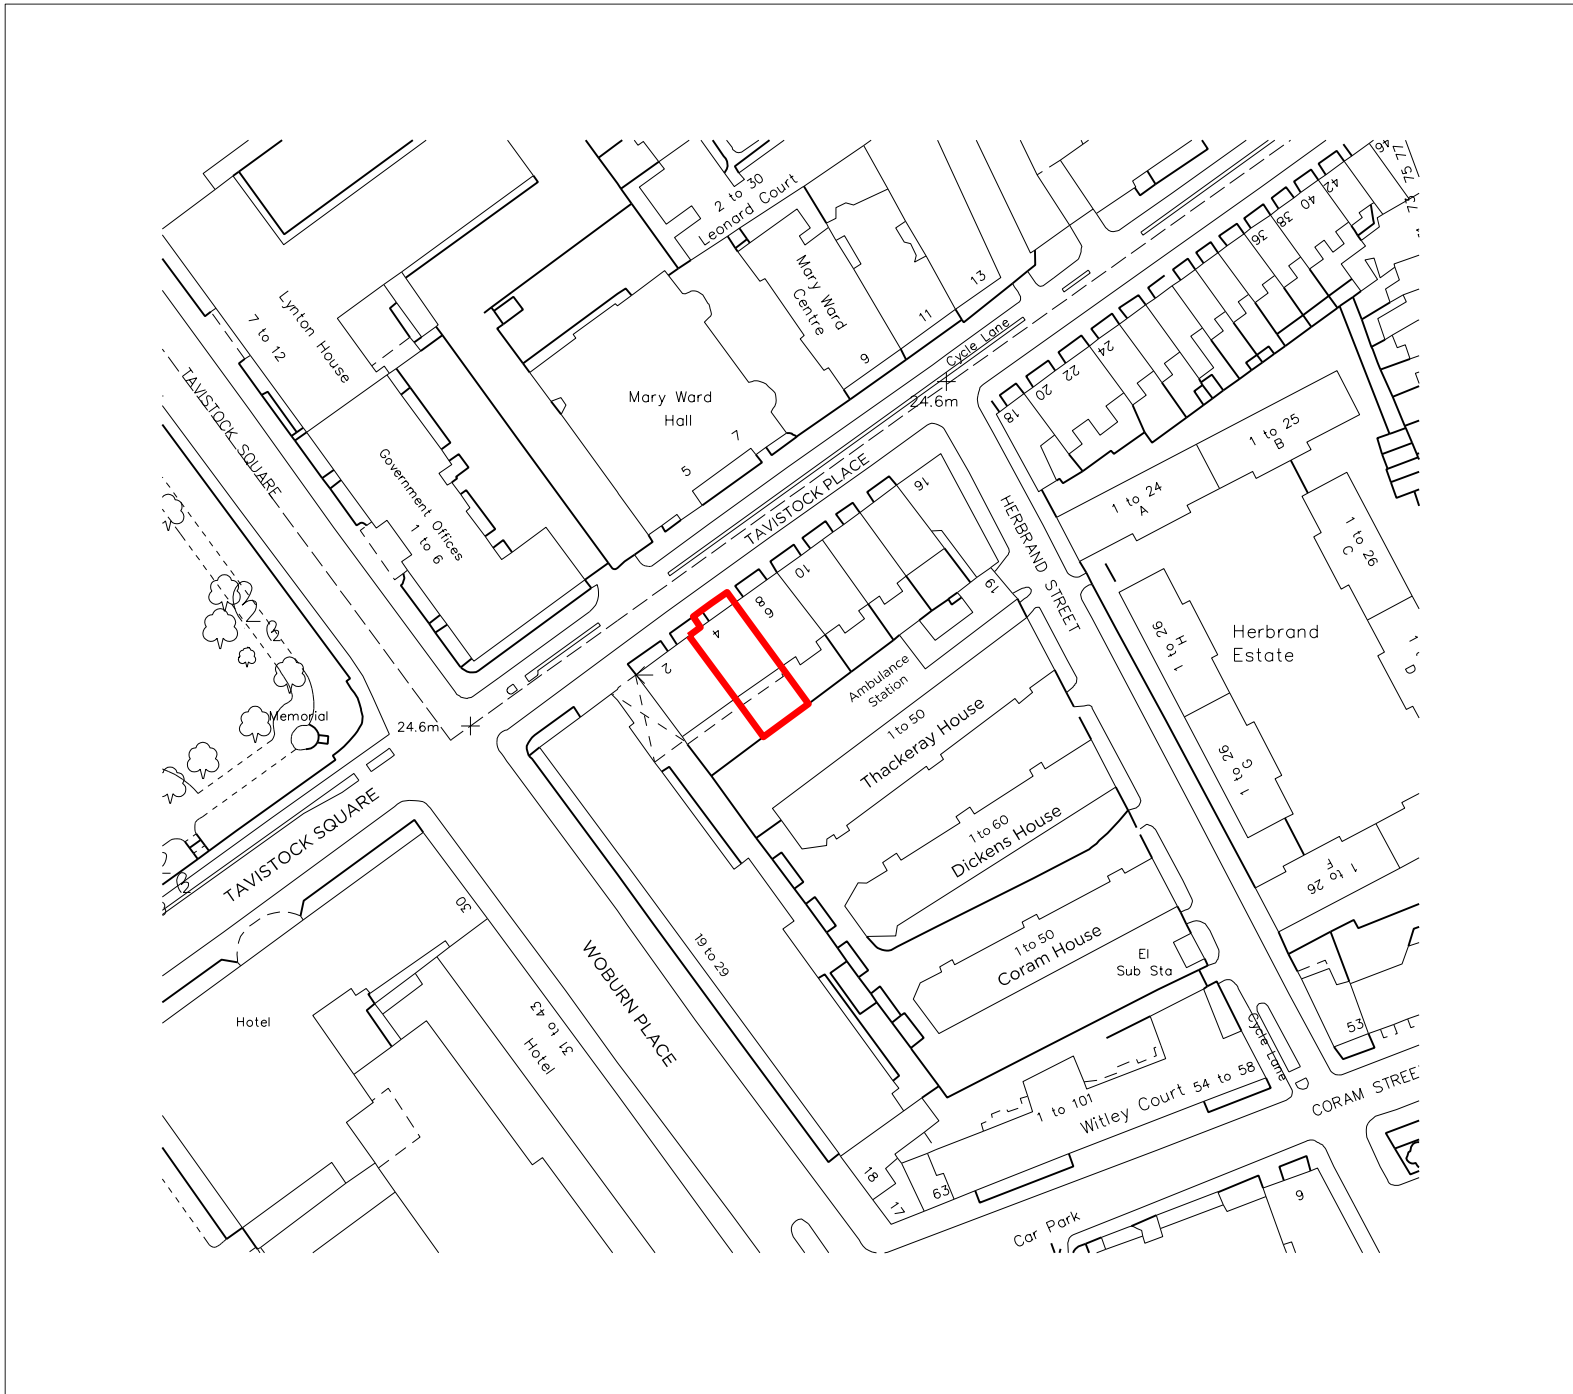 2 to 30
Leonard Court
46
77
75
73
42
40
38
36
13
11
Mary Ward
Centre
9
Lynton House
7 to 12
Cycle Lane
24.6m
24
22
20
18
TAVISTOCK SQUARE
Mary Ward
Hall
7
5
Government Offices
1 to 6
TAVISTOCK PLACE
16
10
6-8
4
2
HERBRAND STREET
19
1 to 25
B
1 to 24
A
1 to 26
C
1 to 26
H
Herbrand
Estate
D
1 to 26
G
1 to 26
F
Ambulance
Station
Memorial
24.6m
1 to 50
Thackeray House
1 to 60
Dickens House
1 to 50
Coram House
El
Sub Sta
TAVISTOCK SQUARE
30
19 to 29
WOBURN PLACE
Hotel
31 to 43
Hotel
Cycle Lane
53
CORAM STREE
1 to 101
Witley Court 54 to 58
18
17
63
Car Park
9